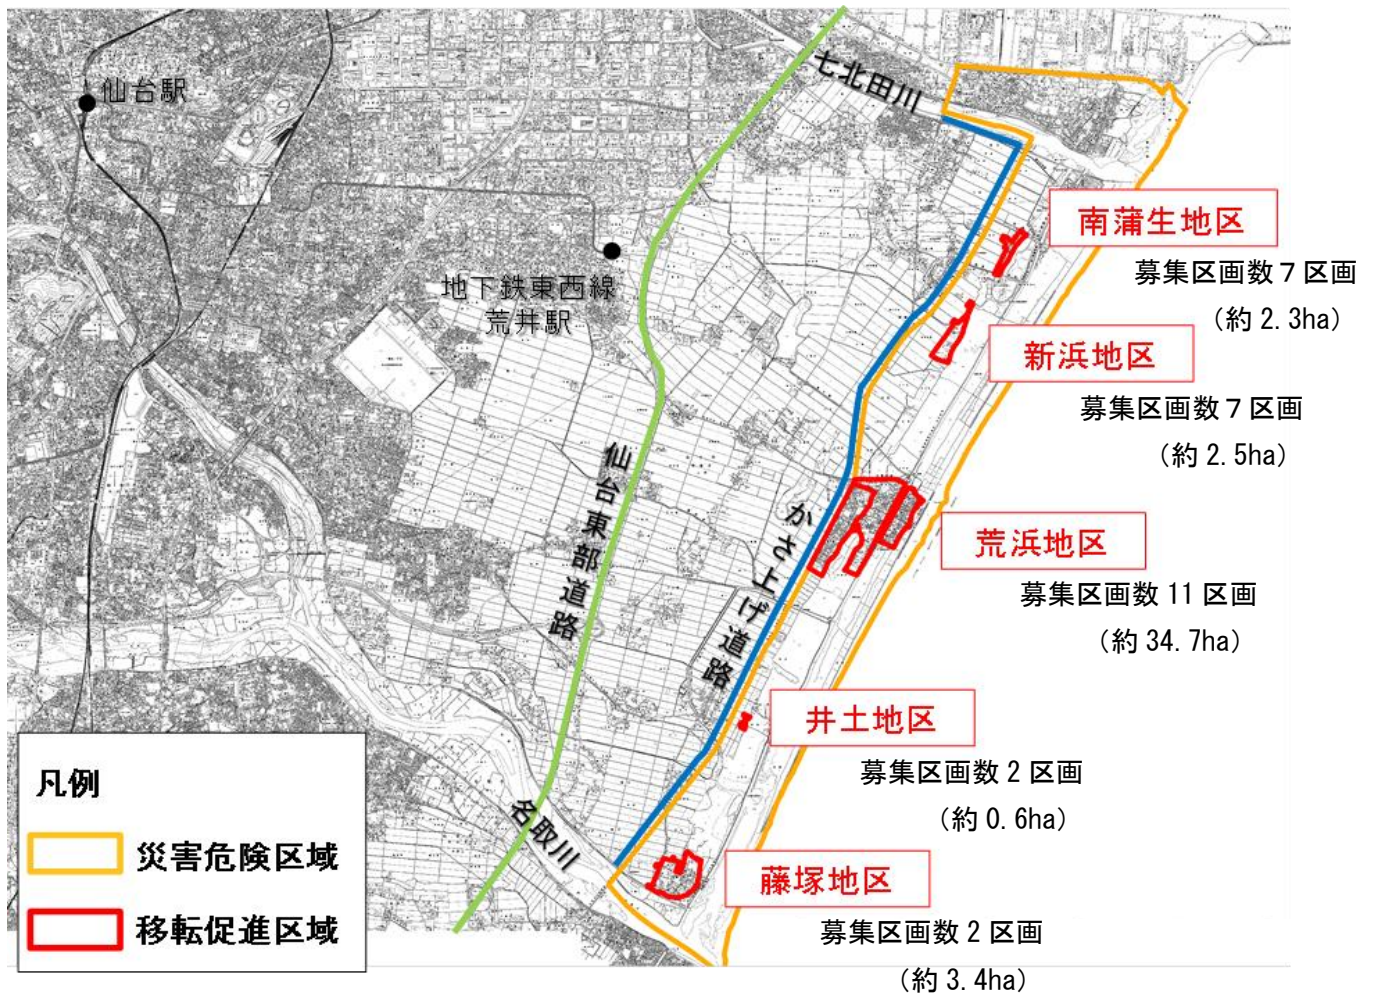 仙台駅
七北田川
南蒲生地区
募集区画数７区画
（約 2.3ha）
地下鉄東西線
荒井駅
新浜地区
募集区画数７区画
（約 2.5ha）
仙台東部道路
かさ上げ道路
荒浜地区
募集区画数 11 区画
（約 34.7ha）
井土地区
募集区画数 2 区画
（約 0.6ha）
名取川
藤塚地区
募集区画数 2 区画
（約 3.4ha）
凡例
災害危険区域
移転促進区域